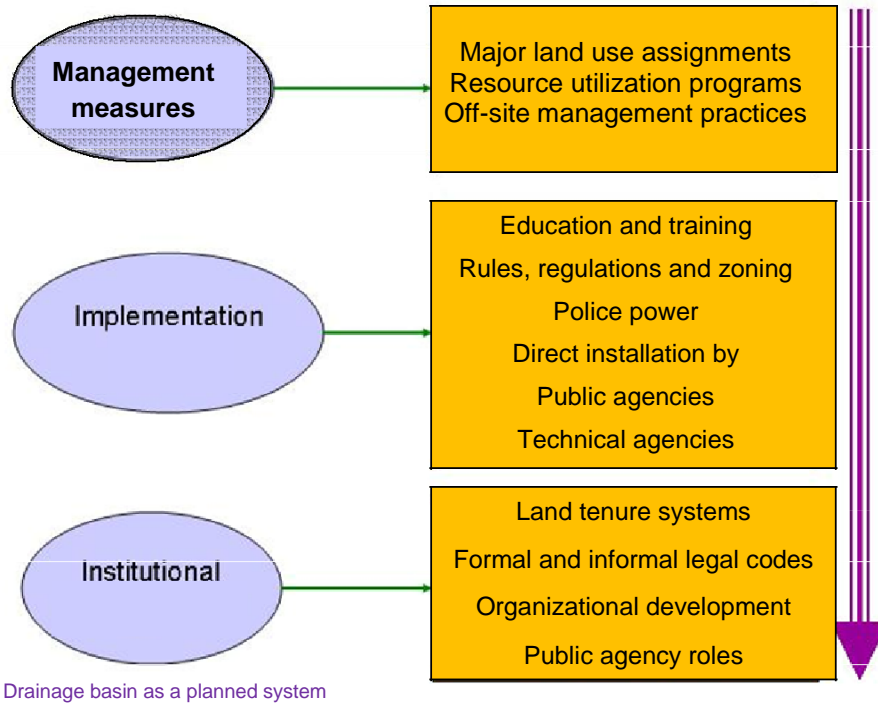 Management
measures
Major land use assignments
Resource utilization programs
Off-site management practices
Implementation
Education and training
Rules, regulations and zoning
Police power
Direct installation by
Public agencies
Technical agencies
Institutional
Land tenure systems
Formal and informal legal codes
Organizational development
Public agency roles
Drainage basin as a planned system